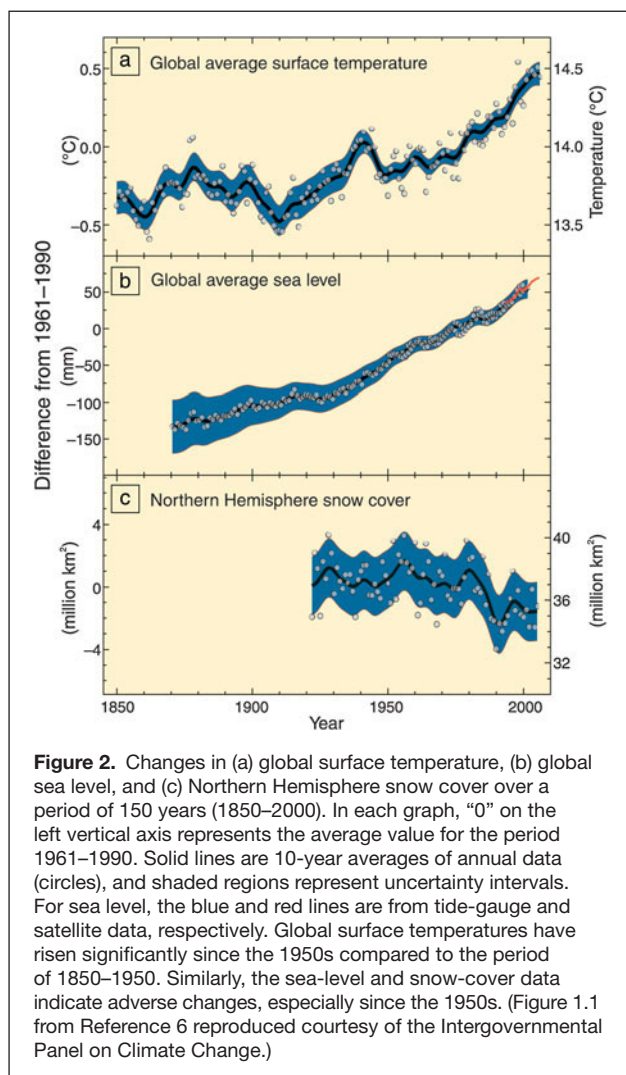 a Global average surface temperature
0.5
0.0
−0.5
(°C)
14.5
14.0
13.5
Temperature (°C)
b Global average sea level
50
0
−50
−100
−150
(mm)
Difference from 1961–1990
c Northern Hemisphere snow cover
4
0
−4
(million km²)
40
36
32
(million km²)
1850 1900 1950 2000
Year
Figure 2. Changes in (a) global surface temperature, (b) global
sea level, and (c) Northern Hemisphere snow cover over a
period of 150 years (1850–2000). In each graph, “0” on the
left vertical axis represents the average value for the period
1961–1990. Solid lines are 10-year averages of annual data
(circles), and shaded regions represent uncertainty intervals.
For sea level, the blue and red lines are from tide-gauge and
satellite data, respectively. Global surface temperatures have
risen significantly since the 1950s compared to the period
of 1850–1950. Similarly, the sea-level and snow-cover data
indicate adverse changes, especially since the 1950s. (Figure 1.1
from Reference 6 reproduced courtesy of the Intergovernmental
Panel on Climate Change.)